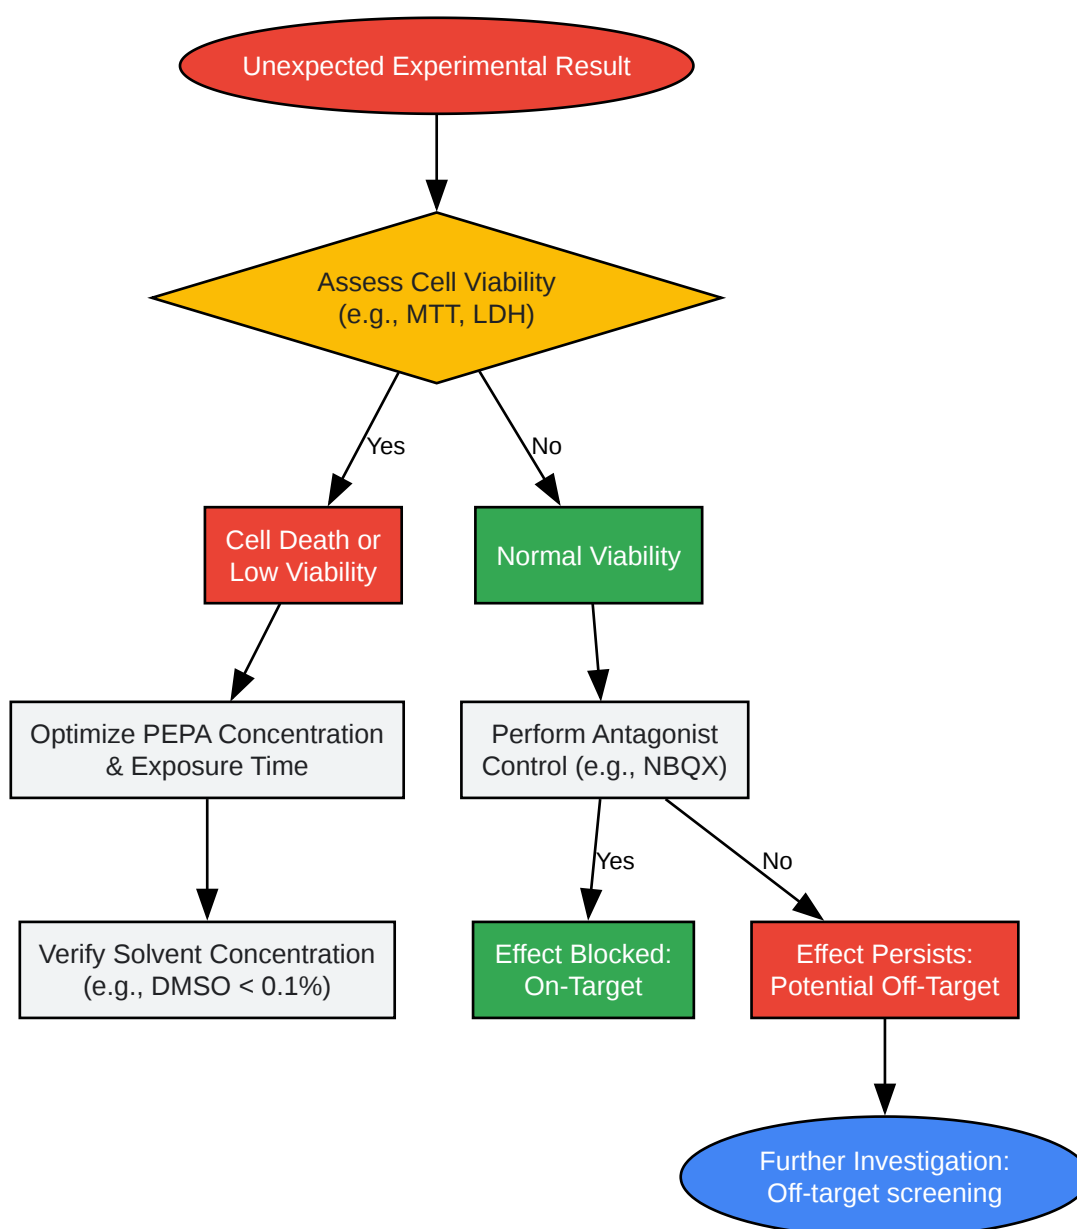 Unexpected Experimental Result
Assess Cell Viability
(e.g., MTT, LDH)
Yes
No
Cell Death or
Low Viability
Normal Viability
Optimize PEPA Concentration
& Exposure Time
Perform Antagonist
Control (e.g., NBQX)
Yes
No
Verify Solvent Concentration
(e.g., DMSO < 0.1%)
Effect Blocked:
On-Target
Effect Persists:
Potential Off-Target
Further Investigation:
Off-target screening